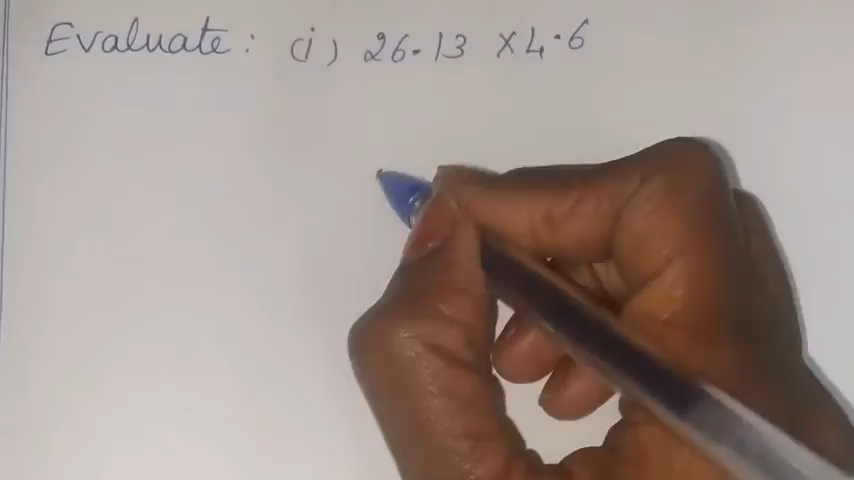 Evaluate : (i) 26.13 × 4.6